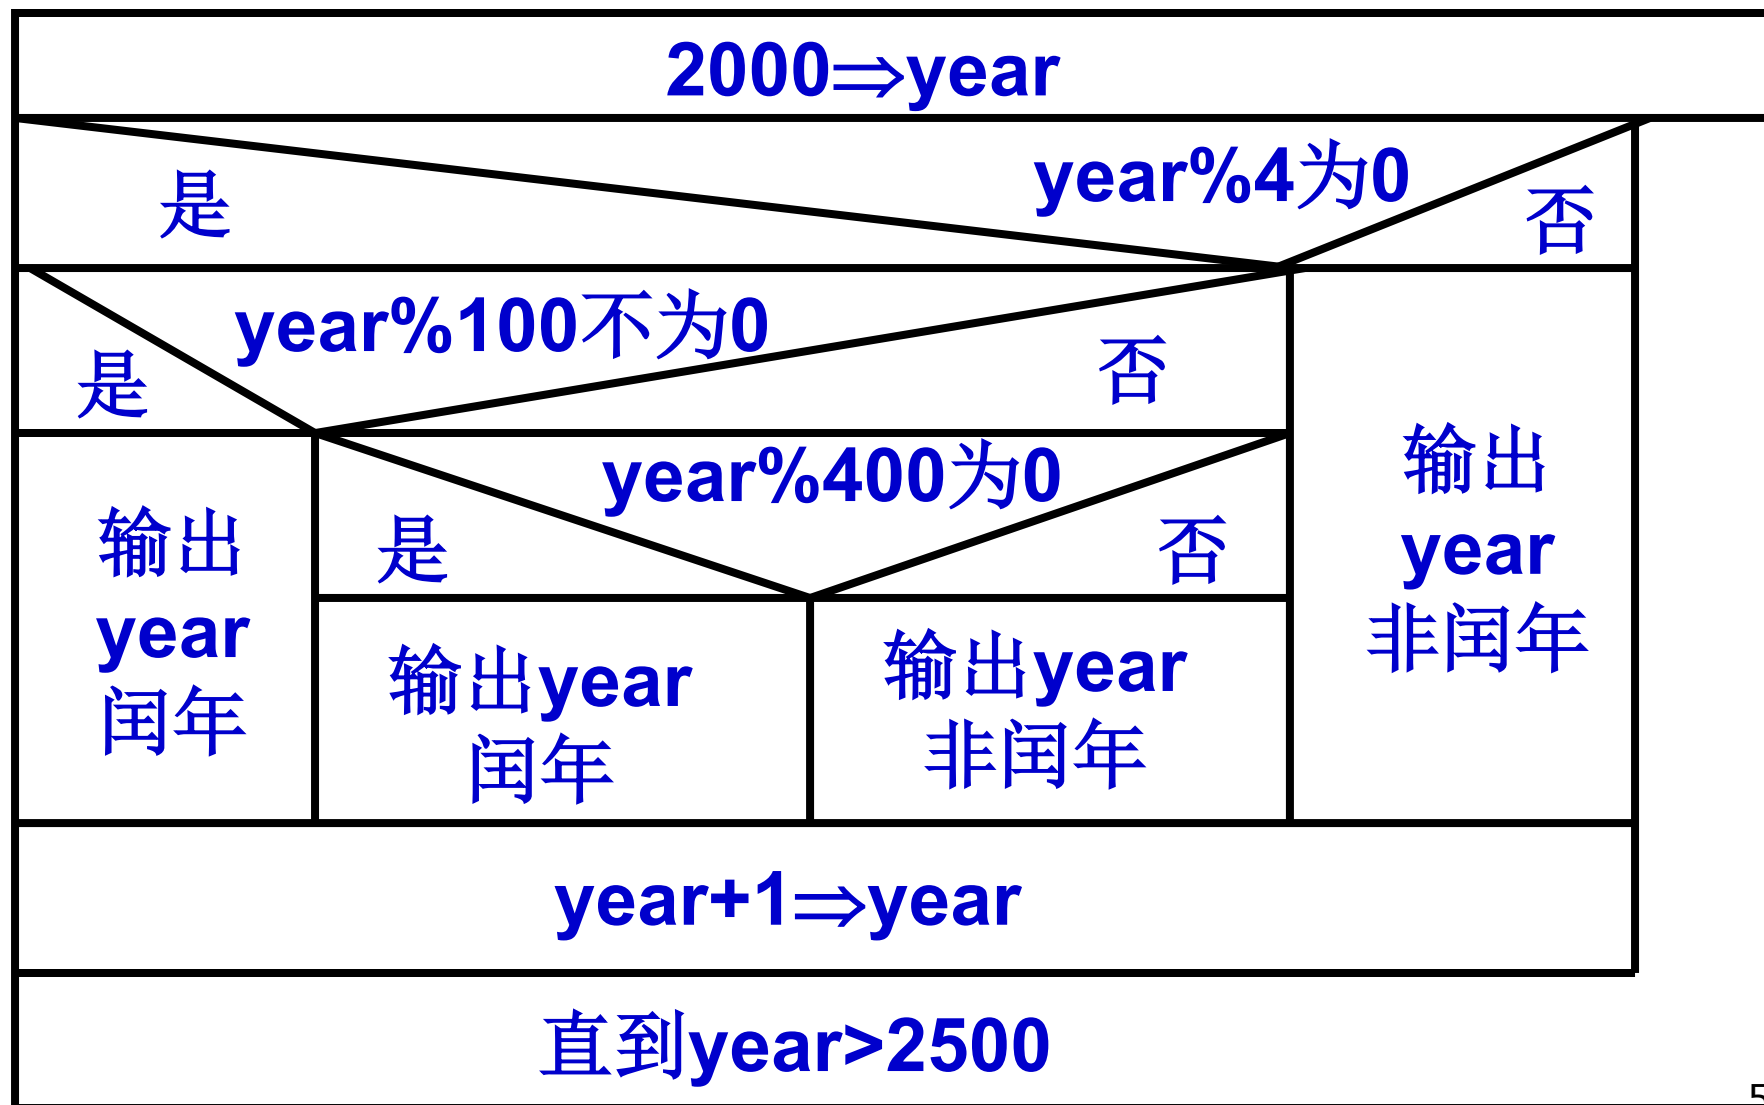 2000⇒year
year%4为0
是
否
year%100不为0
是
否
year%400为0
是
否
输出
year
闰年
输出year
闰年
输出year
非闰年
输出
year
非闰年
year+1⇒year
直到year>2500